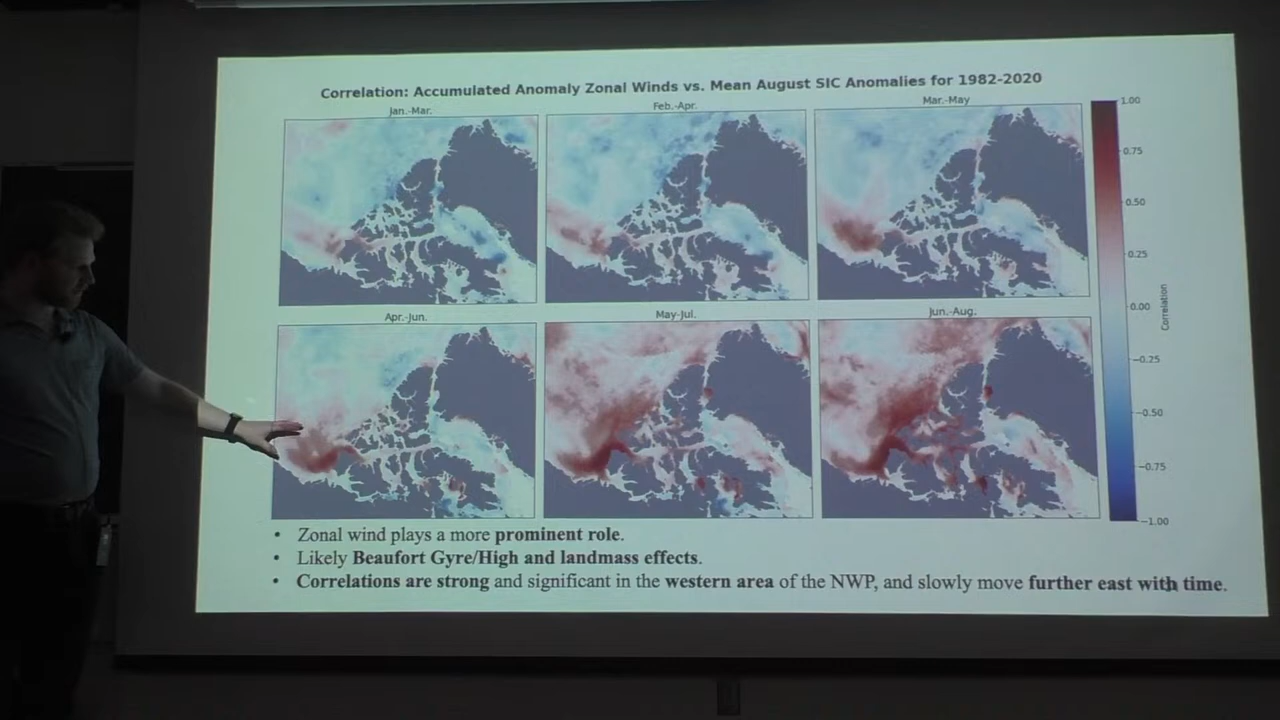 Correlation: Accumulated Anomaly Zonal Winds vs. Mean August SIC Anomalies for 1982-2020
Jan.-Mar.
Feb.-Apr.
Mar.-May
1.00
0.75
0.50
0.25
0.00
−0.25
−0.50
−0.75
−1.00
Correlation
Apr.-Jun.
May-Jul.
Jun.-Aug.
• Zonal wind plays a more prominent role.
• Likely Beaufort Gyre/High and landmass effects.
• Correlations are strong and significant in the western area of the NWP, and slowly move further east with time.